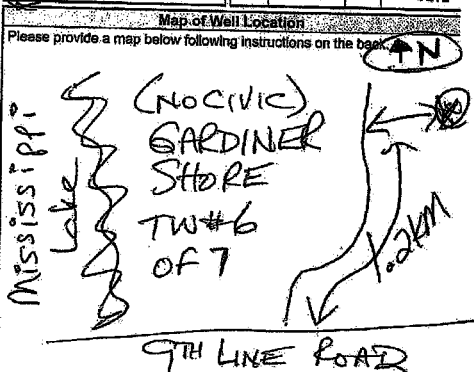 Map of Well Location
Please provide a map below following instructions on the back.
↑N
(NO CIVIC)
GARDINER
SHORE
TW#6
OF 7
Mississippi
Lake
1.2KM
9TH LINE ROAD